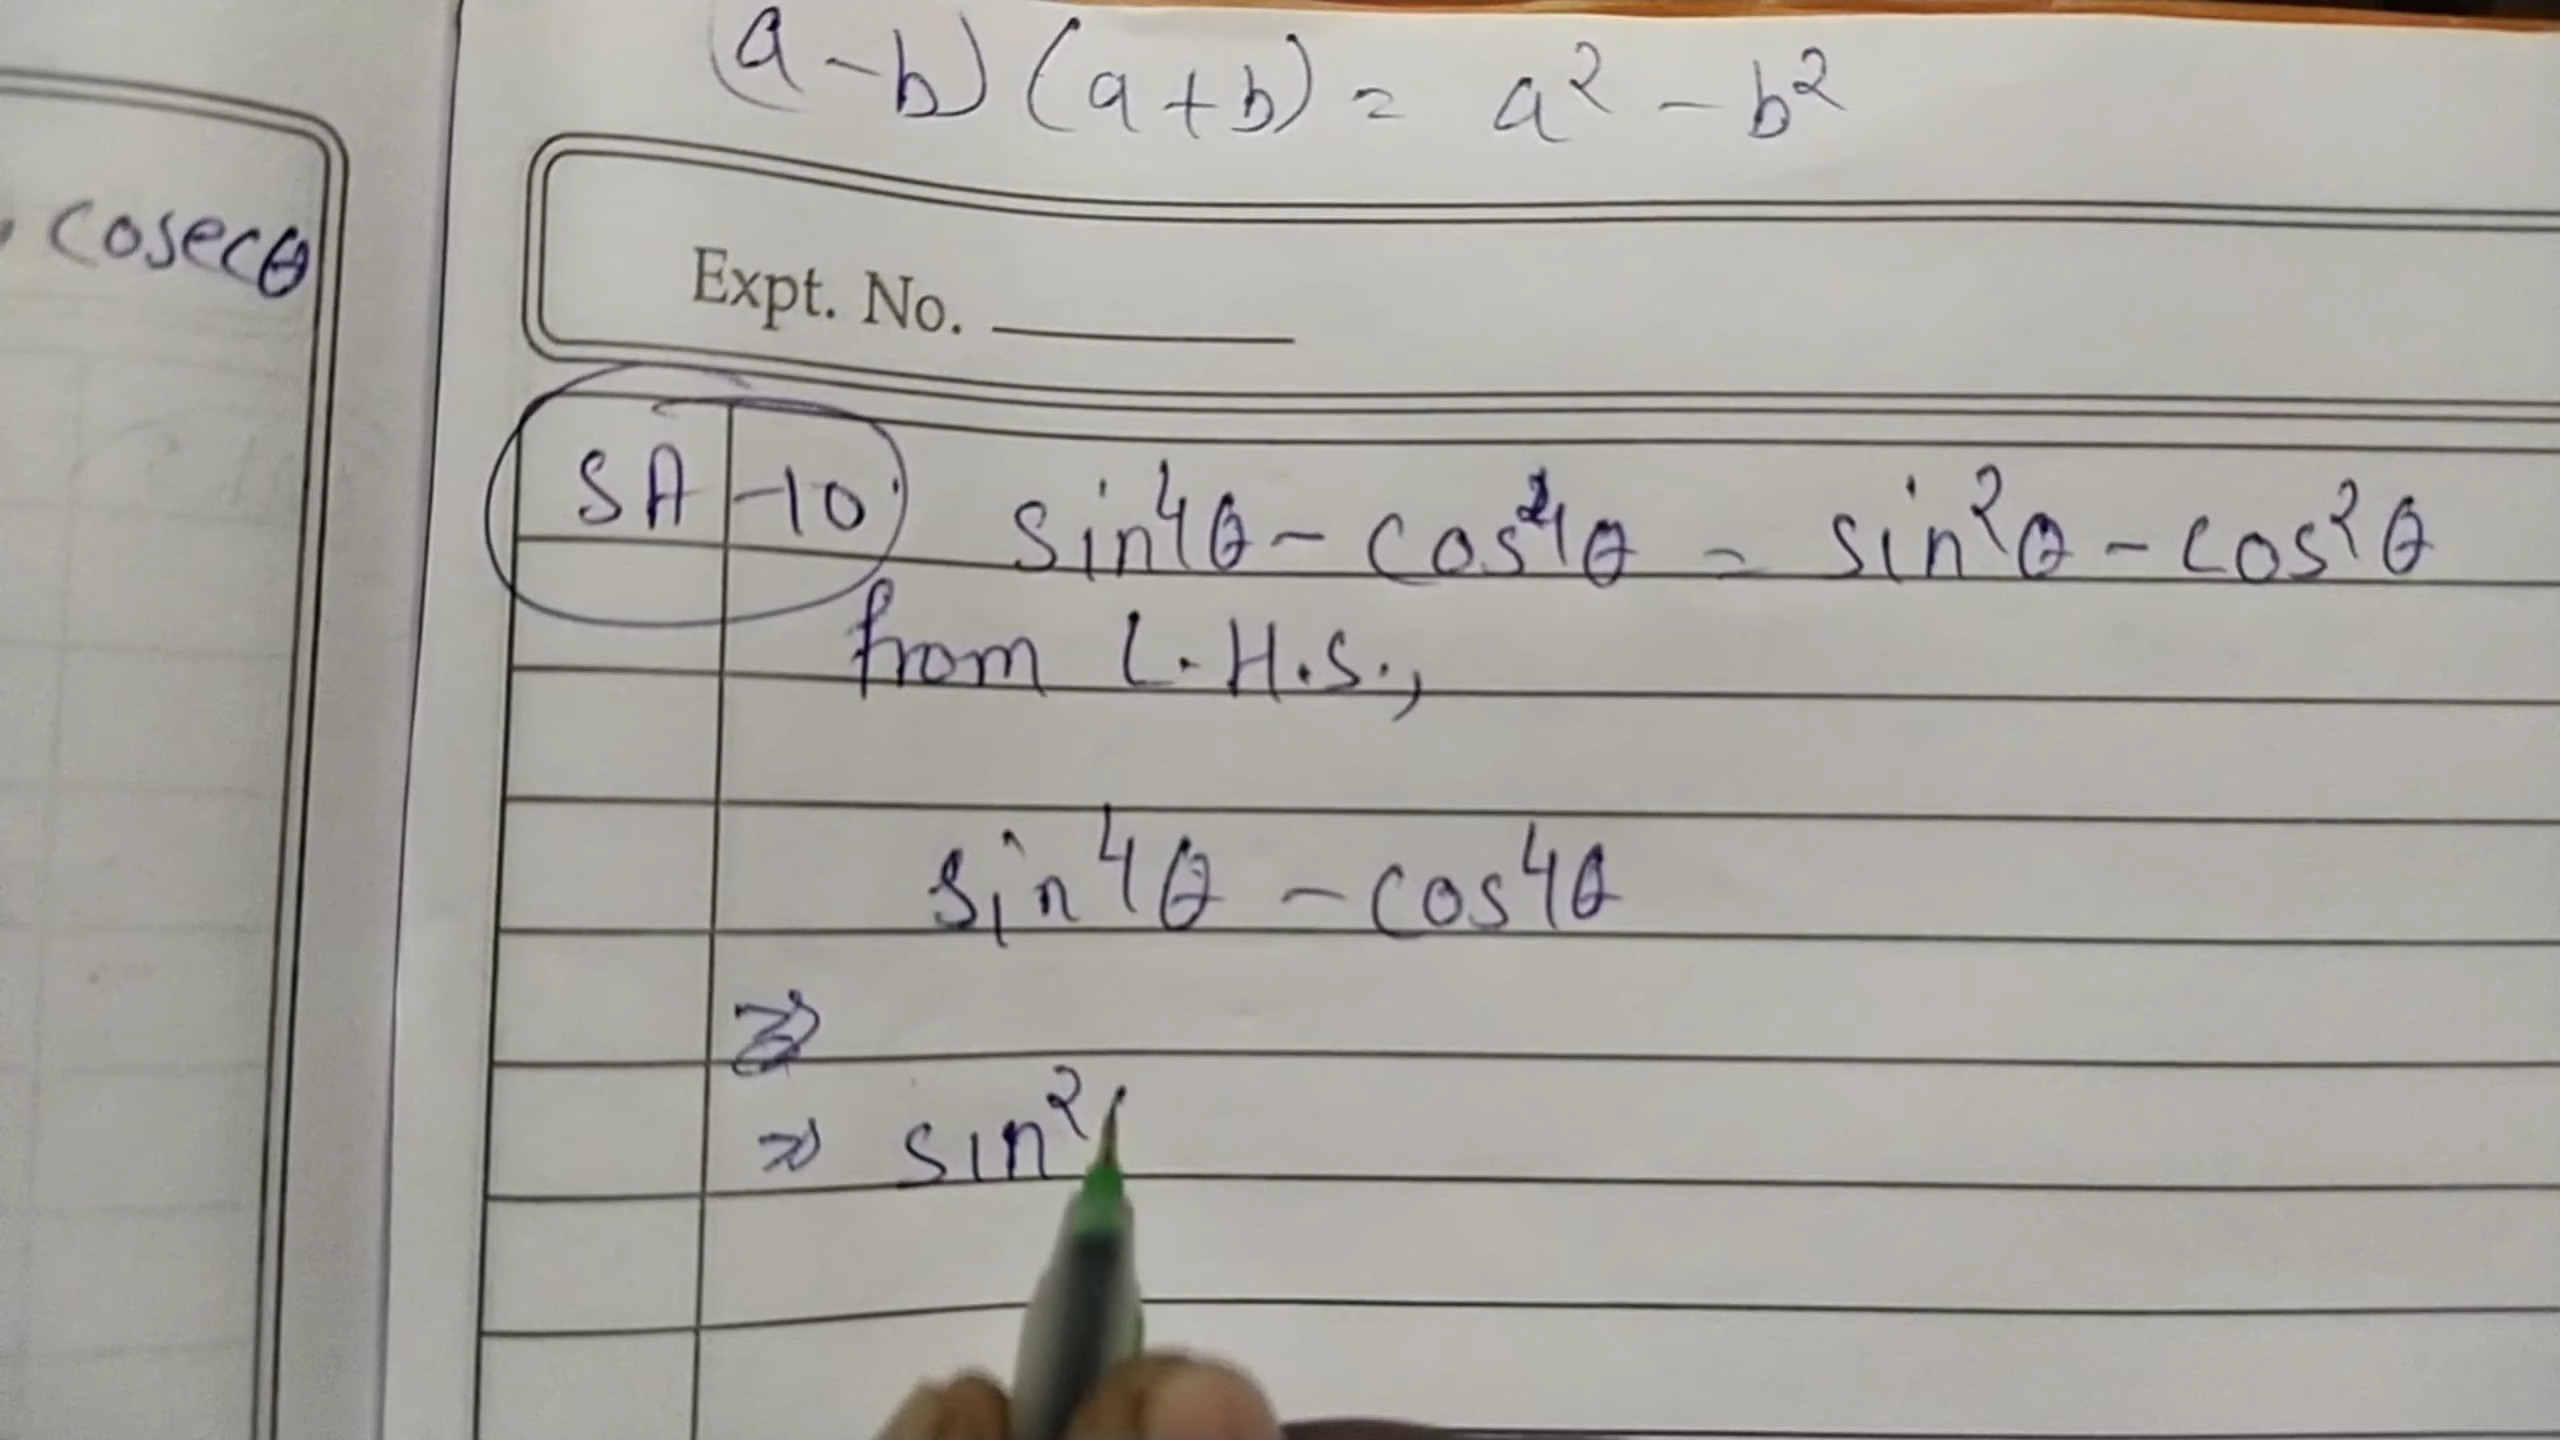 (a-b) (a+b) = a² - b²
cosecθ
Expt. No.
SA-10 sin⁴θ - cos⁴θ = sin²θ - cos²θ
from L.H.S.,
sin⁴θ - cos⁴θ
⇒
⇒ sin²